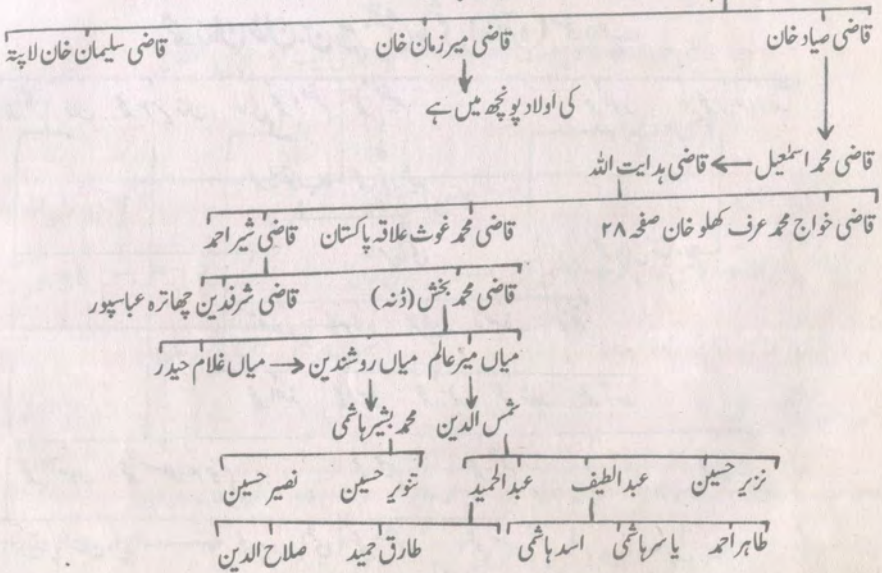 قاضی صیاد خان قاضی میر زمان خان قاضی سلیمان خان لاپتہ
کی اولاد پونچھ میں ہے
قاضی محمد اسمٰعیل ← قاضی ہدایت اللہ
قاضی خواج محمد عرف کھلو خان صفحہ ۲۸ قاضی محمد غوث علاقہ پاکستان قاضی شیر احمد
قاضی محمد بخش (ڈنہ) قاضی شرفدین چھاترہ عباسپور
میاں میر عالم میاں روشندین → میاں غلام حیدر
شمس الدین محمد بشیر ہاشمی
نزیر حسین عبدالطیف عبدالحمید تنویر حسین نصیر حسین
طاہر احمد یاسر ہاشمی اسد ہاشمی طارق حمید صلاح الدین